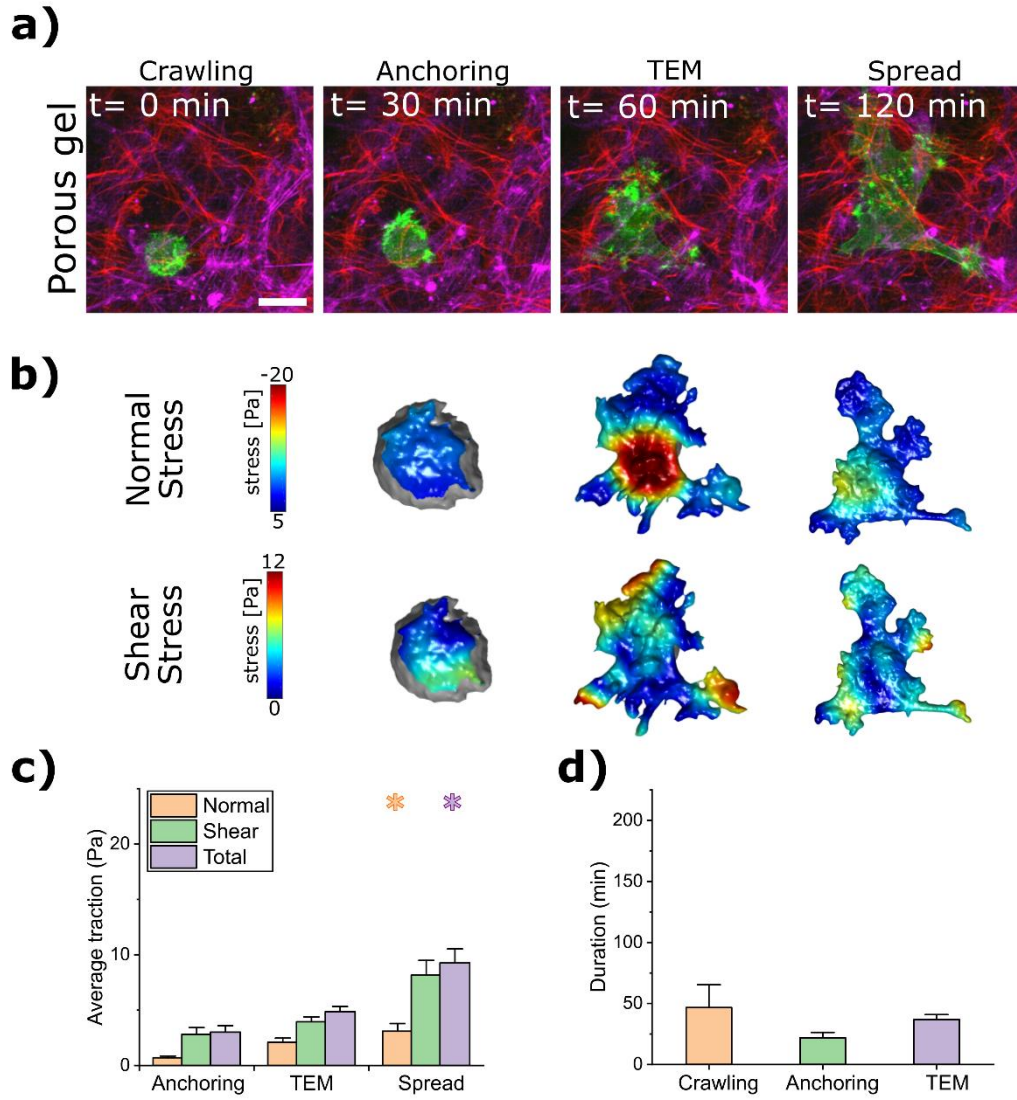 a)
Crawling
Anchoring
TEM
Spread
Porous gel
t= 0 min
t= 30 min
t= 60 min
t= 120 min
b)
Normal
Stress
stress [Pa]
-20
5
Shear
Stress
stress [Pa]
12
0
c)
Normal
Shear
Total
*
*
Average traction (Pa)
20
10
0
Anchoring
TEM
Spread
d)
Duration (min)
200
150
100
50
0
Crawling
Anchoring
TEM